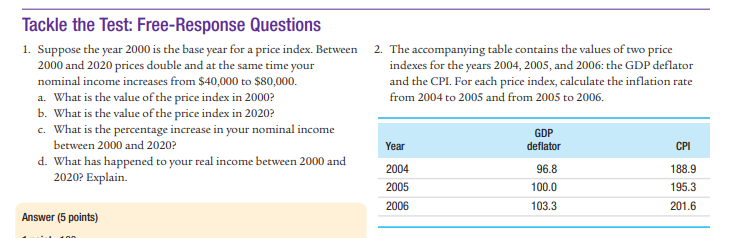 Tackle the Test: Free-Response Questions
1. Suppose the year 2000 is the base year for a price index. Between
2000 and 2020 prices double and at the same time your
nominal income increases from $40,000 to $80,000.
a. What is the value of the price index in 2000?
b. What is the value of the price index in 2020?
c. What is the percentage increase in your nominal income
between 2000 and 2020?
d. What has happened to your real income between 2000 and
2020? Explain.
Answer (5 points)
2. The accompanying table contains the values of two price
indexes for the years 2004, 2005, and 2006: the GDP deflator
and the CPI. For each price index, calculate the inflation rate
from 2004 to 2005 and from 2005 to 2006.
GDP
Year deflator CPI
2004 96.8 188.9
2005 100.0 195.3
2006 103.3 201.6